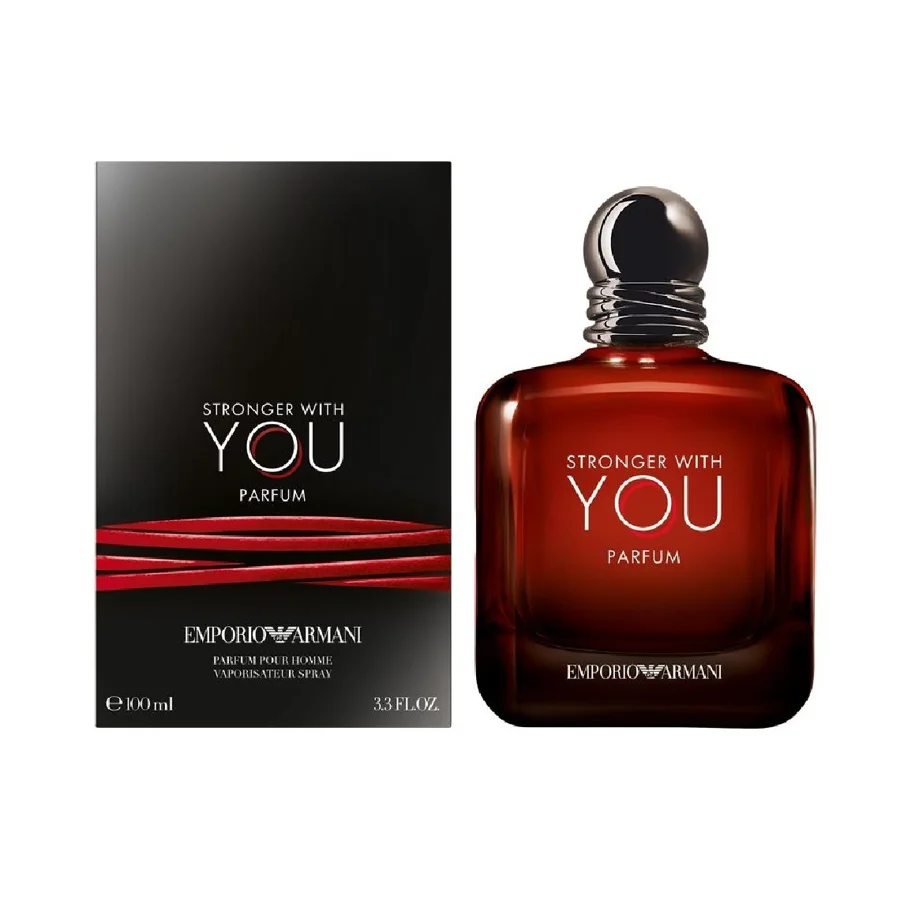 STRONGER WITH
YOU
PARFUM
EMPORIO ARMANI
PARFUM POUR HOMME
VAPORISATEUR SPRAY
℮ 100 ml
3.3 FL.OZ.
STRONGER WITH
YOU
PARFUM
EMPORIO ARMANI